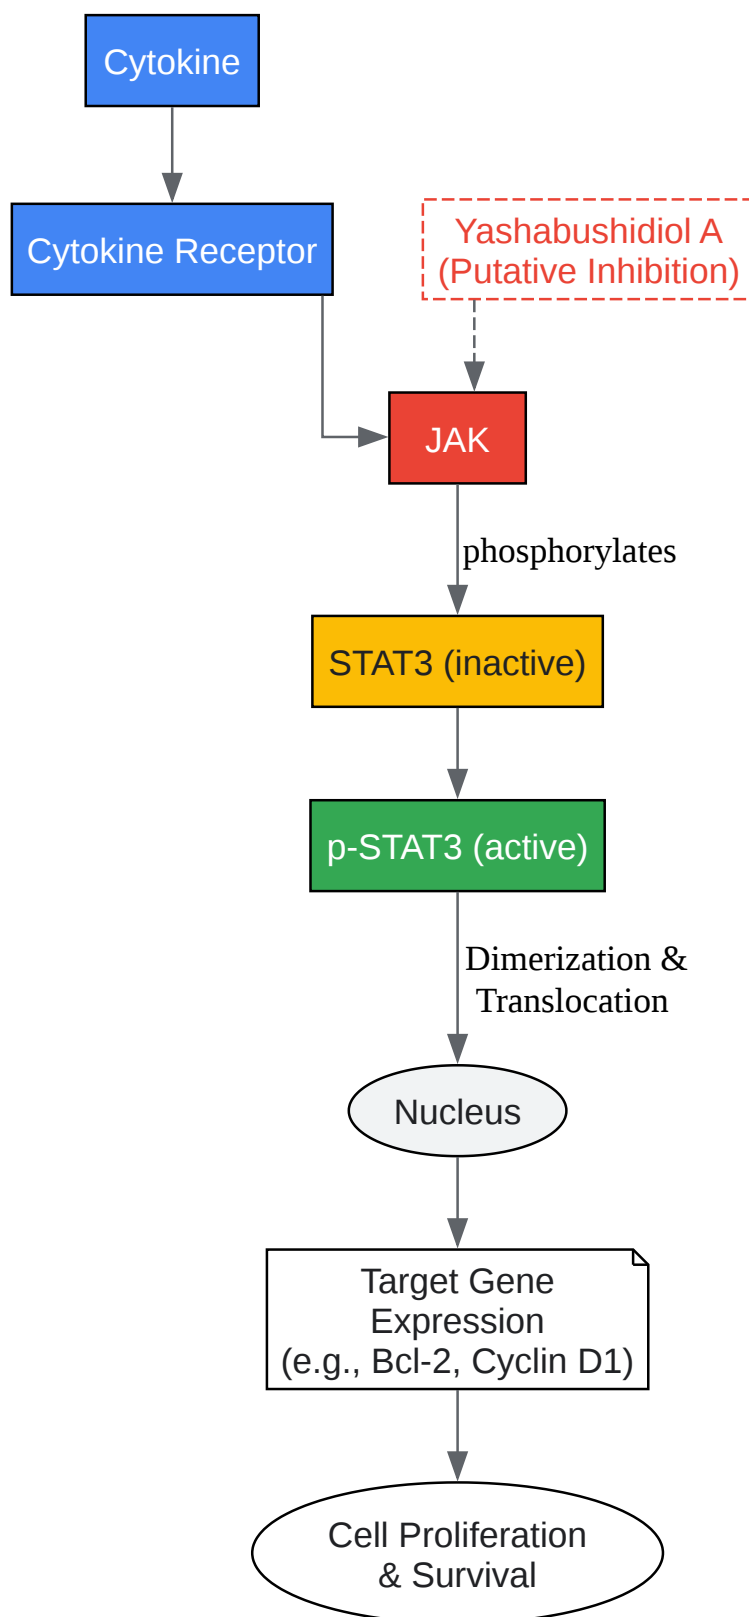 Cytokine
Cytokine Receptor
Yashabushidiol A
(Putative Inhibition)
JAK
phosphorylates
STAT3 (inactive)
p-STAT3 (active)
Dimerization &
Translocation
Nucleus
Target Gene
Expression
(e.g., Bcl-2, Cyclin D1)
Cell Proliferation
& Survival